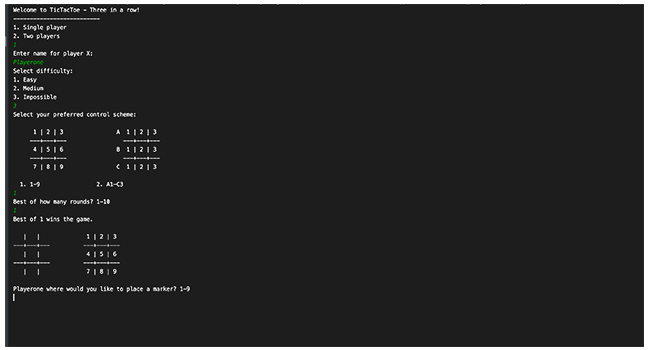 Welcome to TicTacToe - Three in a row!
--------------------------
1. Single player
2. Two players
1
Enter name for player X:
Playerone
Select difficulty:
1. Easy
2. Medium
3. Impossible
3
Select your preferred control scheme:
1 | 2 | 3 A 1 | 2 | 3
---+---+--- ---+---+---
4 | 5 | 6 B 1 | 2 | 3
---+---+--- ---+---+---
7 | 8 | 9 C 1 | 2 | 3
1. 1-9 2. A1-C3
1
Best of how many rounds? 1-10
1
Best of 1 wins the game.
| | 1 | 2 | 3
---+---+--- ---+---+---
| | 4 | 5 | 6
---+---+--- ---+---+---
| | 7 | 8 | 9
Playerone where would you like to place a marker? 1-9